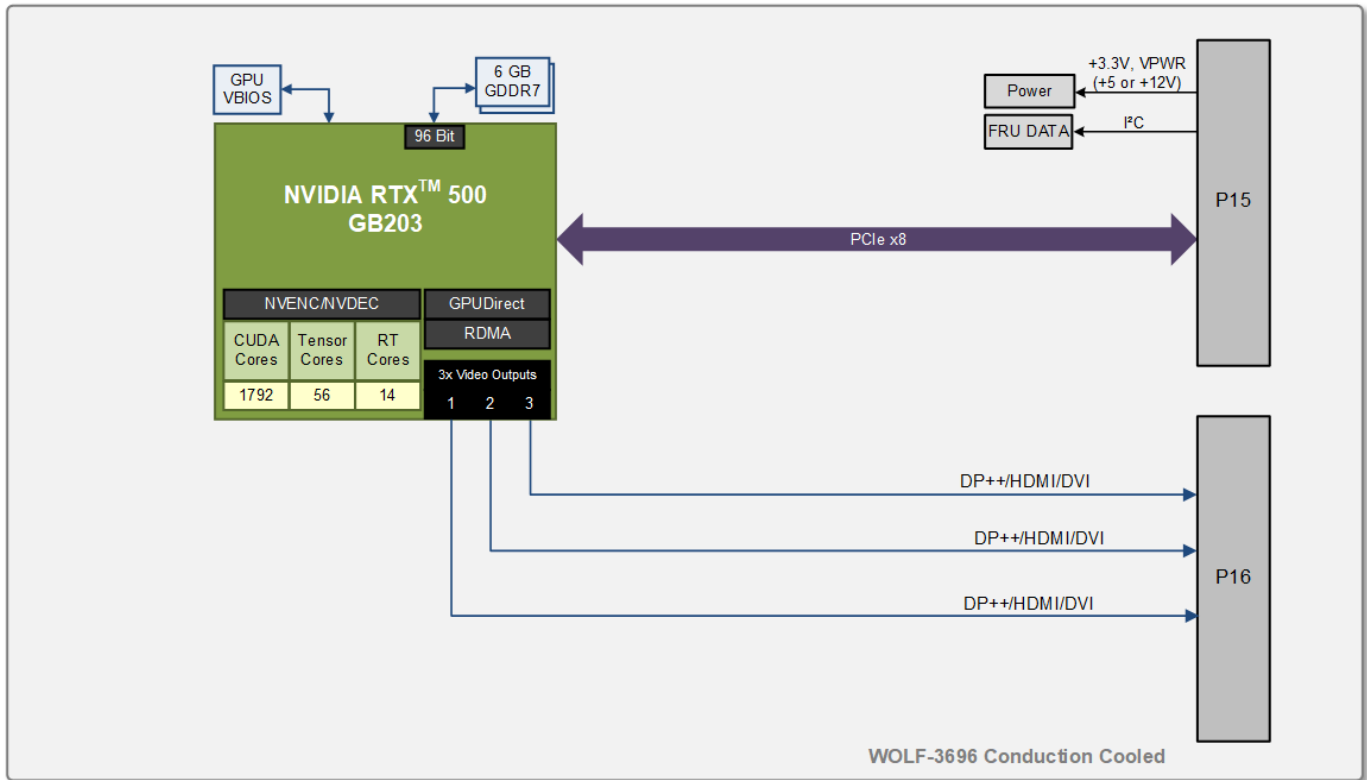 GPU
VBIOS
6 GB
GDDR7
96 Bit
NVIDIA RTX™ 500
GB203
NVENC/NVDEC
GPUDirect
RDMA
CUDA
Cores
Tensor
Cores
RT
Cores
1792
56
14
3x Video Outputs
1 2 3
+3.3V, VPWR
(+5 or +12V)
Power
FRU DATA
I²C
P15
PCIe x8
DP++/HDMI/DVI
DP++/HDMI/DVI
DP++/HDMI/DVI
P16
WOLF-3696 Conduction Cooled